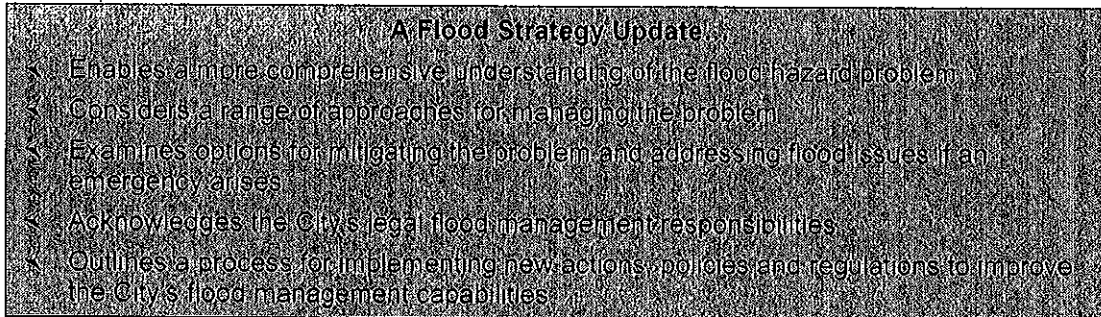 A Flood Strategy Update...
Enables a more comprehensive understanding of the flood hazard problem
Considers a range of approaches for managing the problem
Examines options for mitigating the problem and addressing flood issues if an
emergency arises
Acknowledges the City's legal flood management responsibilities
Outlines a process for implementing new actions, policies and regulations to improve
the City's flood management capabilities